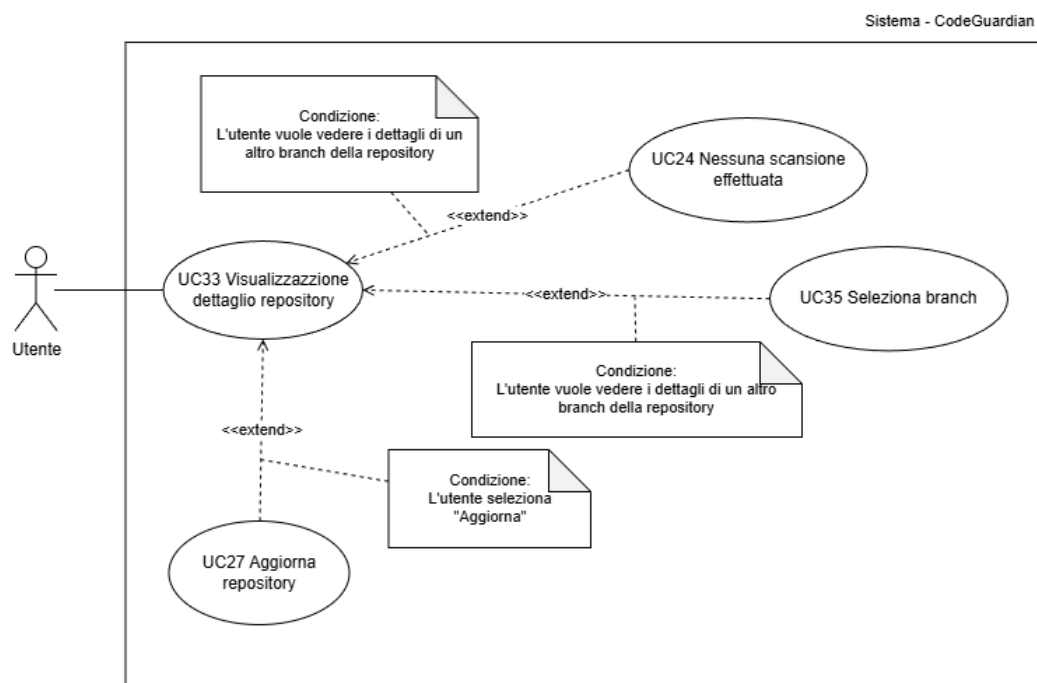 Sistema - CodeGuardian
Condizione:
L'utente vuole vedere i dettagli di un
altro branch della repository
UC24 Nessuna scansione
effettuata
<<extend>>
UC33 Visualizzazzione
dettaglio repository
<<extend>>
UC35 Seleziona branch
Utente
Condizione:
L'utente vuole vedere i dettagli di un altro
branch della repository
<<extend>>
Condizione:
L'utente seleziona
"Aggiorna"
UC27 Aggiorna
repository